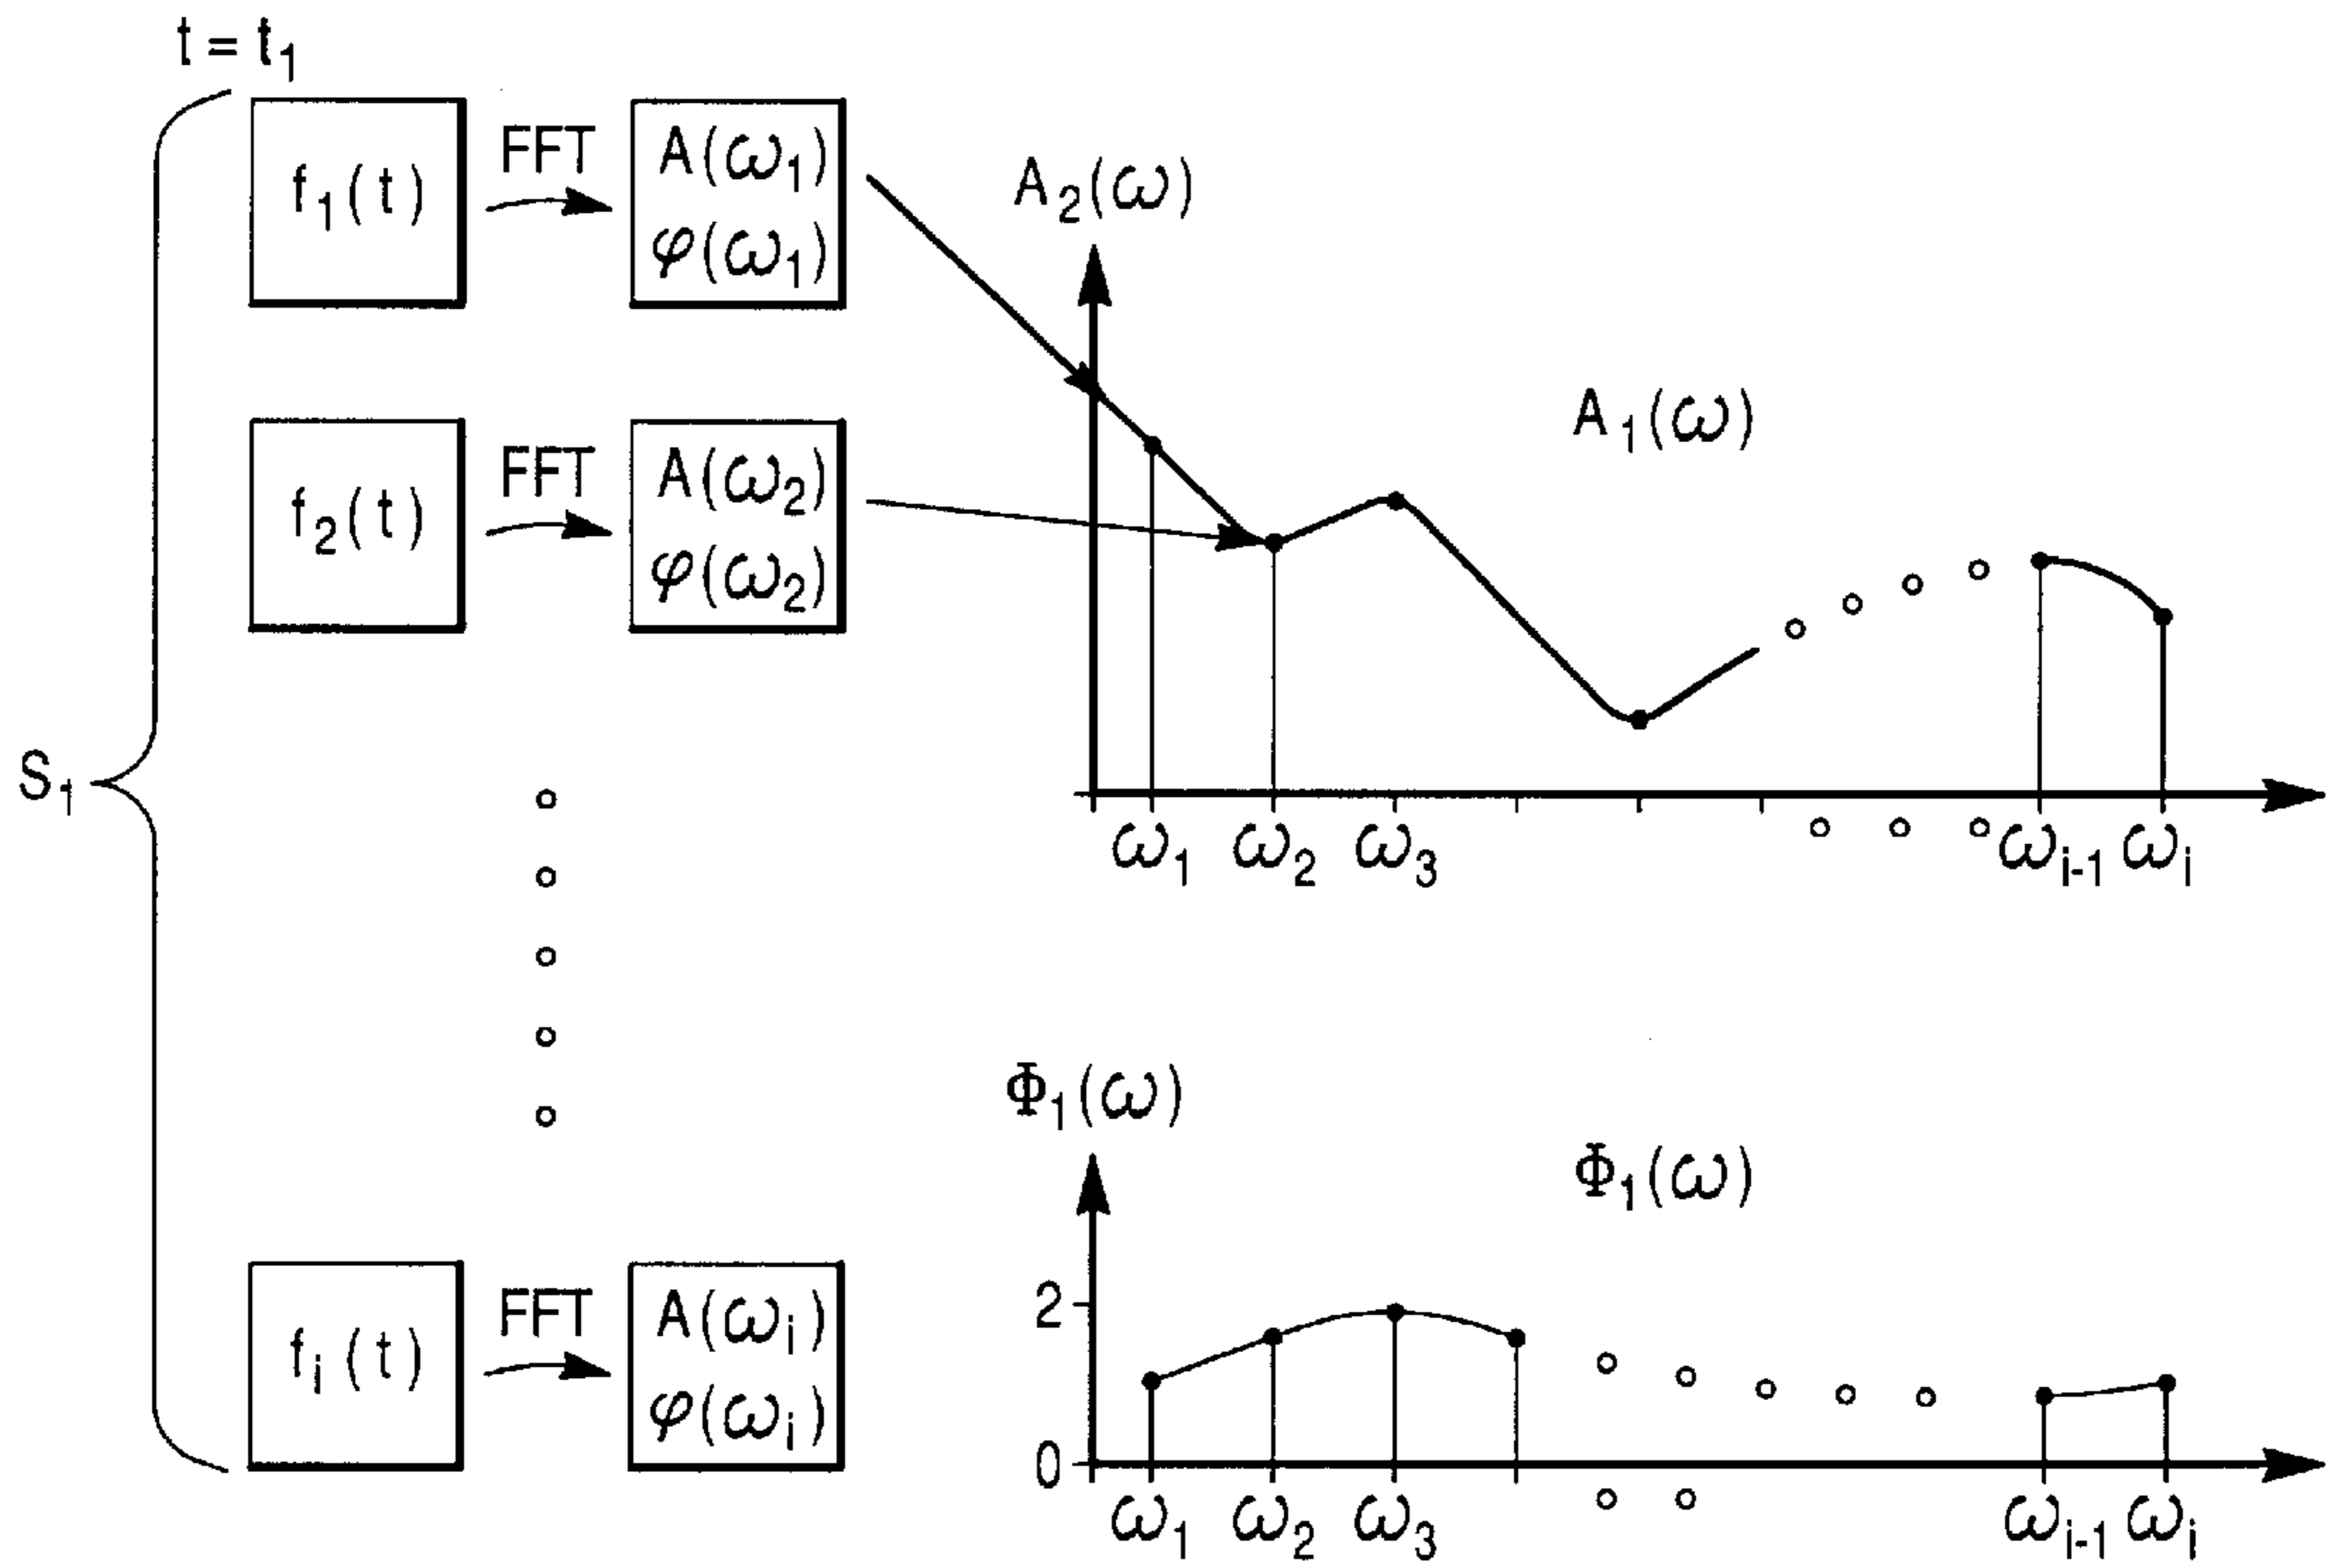 t = t1
f1(t) FFT A(ω1)
φ(ω1)
A2(ω)
A1(ω)
f2(t) FFT A(ω2)
φ(ω2)
S1
ω1 ω2 ω3 ωi-1 ωi
Φ1(ω)
Φ1(ω)
fi(t) FFT A(ωi)
φ(ωi)
2
0
ω1 ω2 ω3 ωi-1 ωi